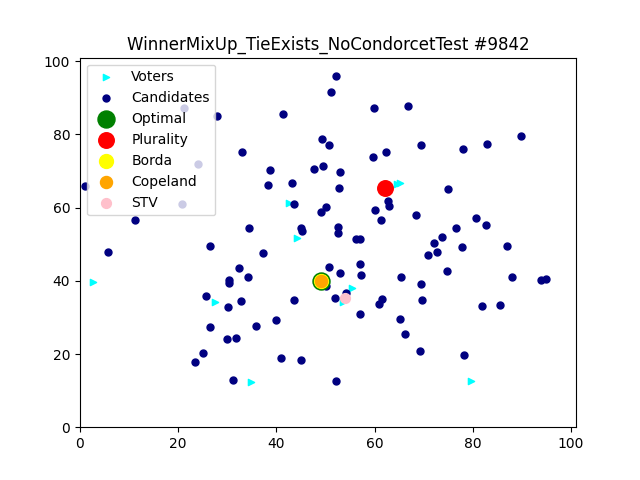 WinnerMixUp_TieExists_NoCondorcetTest #9842
100
80
60
40
20
0
Voters
Candidates
Optimal
Plurality
Borda
Copeland
STV
0 20 40 60 80 100